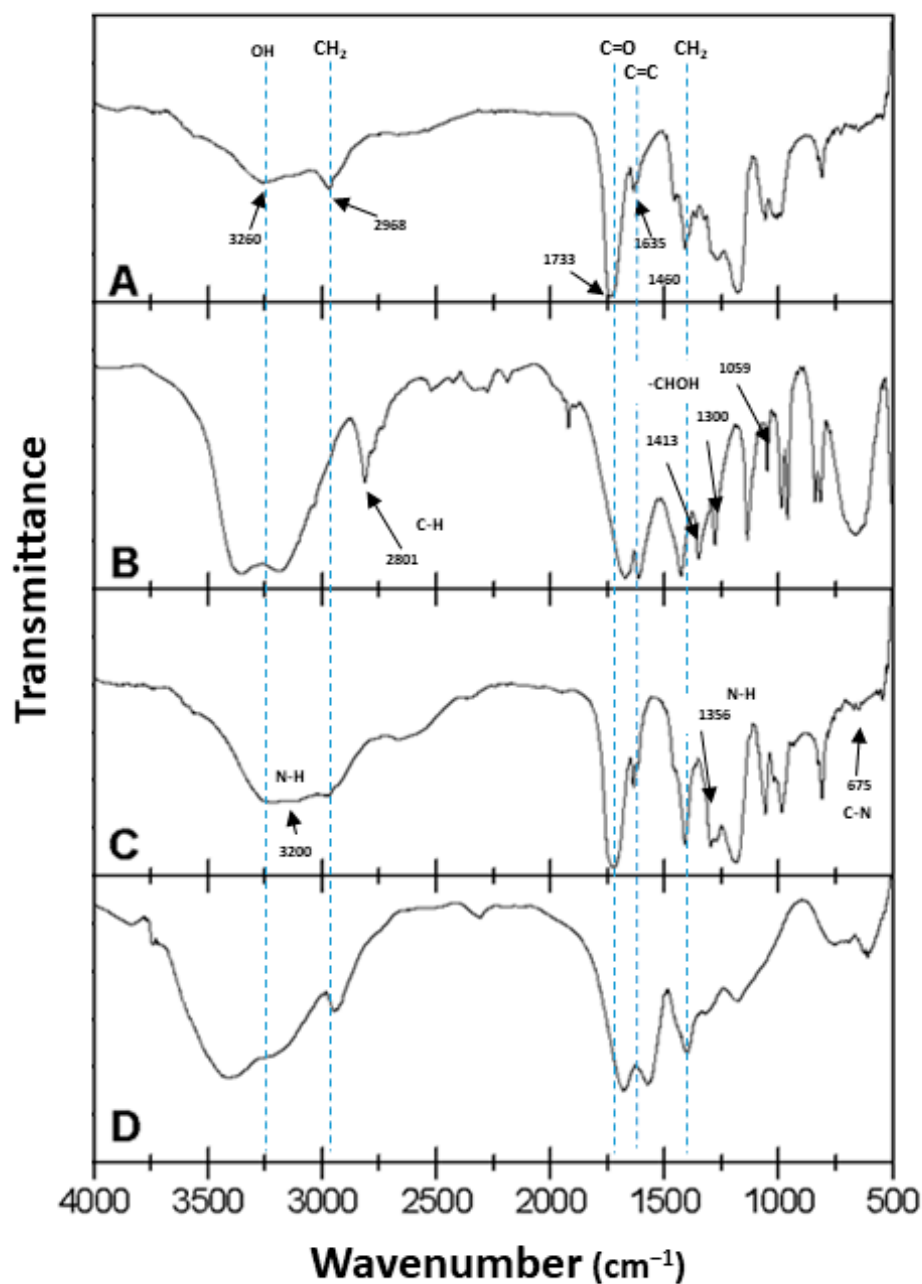 OH CH₂ C=O CH₂
C=C
3260 2968 1733 1635
1460
A
-CHOH 1059
1300
1413
C-H
2801
B
N-H
1356
N-H
3200
675
C-N
C
D
4000 3500 3000 2500 2000 1500 1000 500
Wavenumber (cm⁻¹)
Transmittance